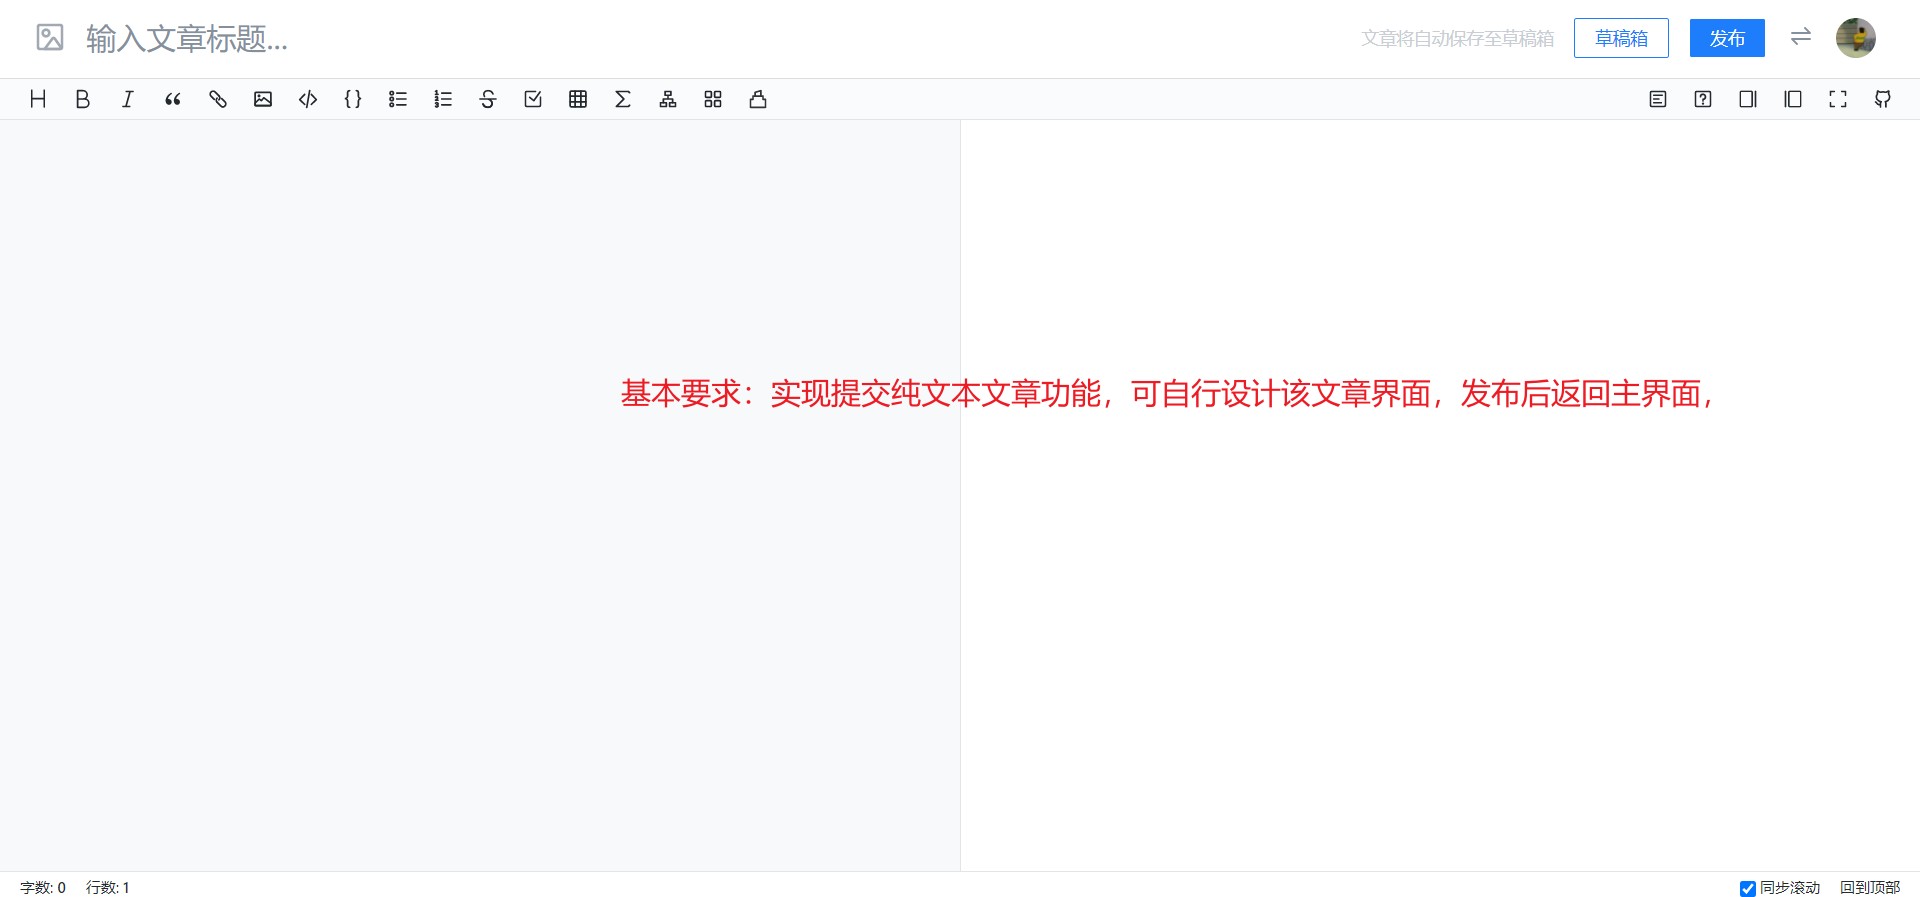 输入文章标题...
文章将自动保存至草稿箱
草稿箱
发布
基本要求：实现提交纯文本文章功能，可自行设计该文章界面，发布后返回主界面，
字数: 0
行数: 1
同步滚动
回到顶部